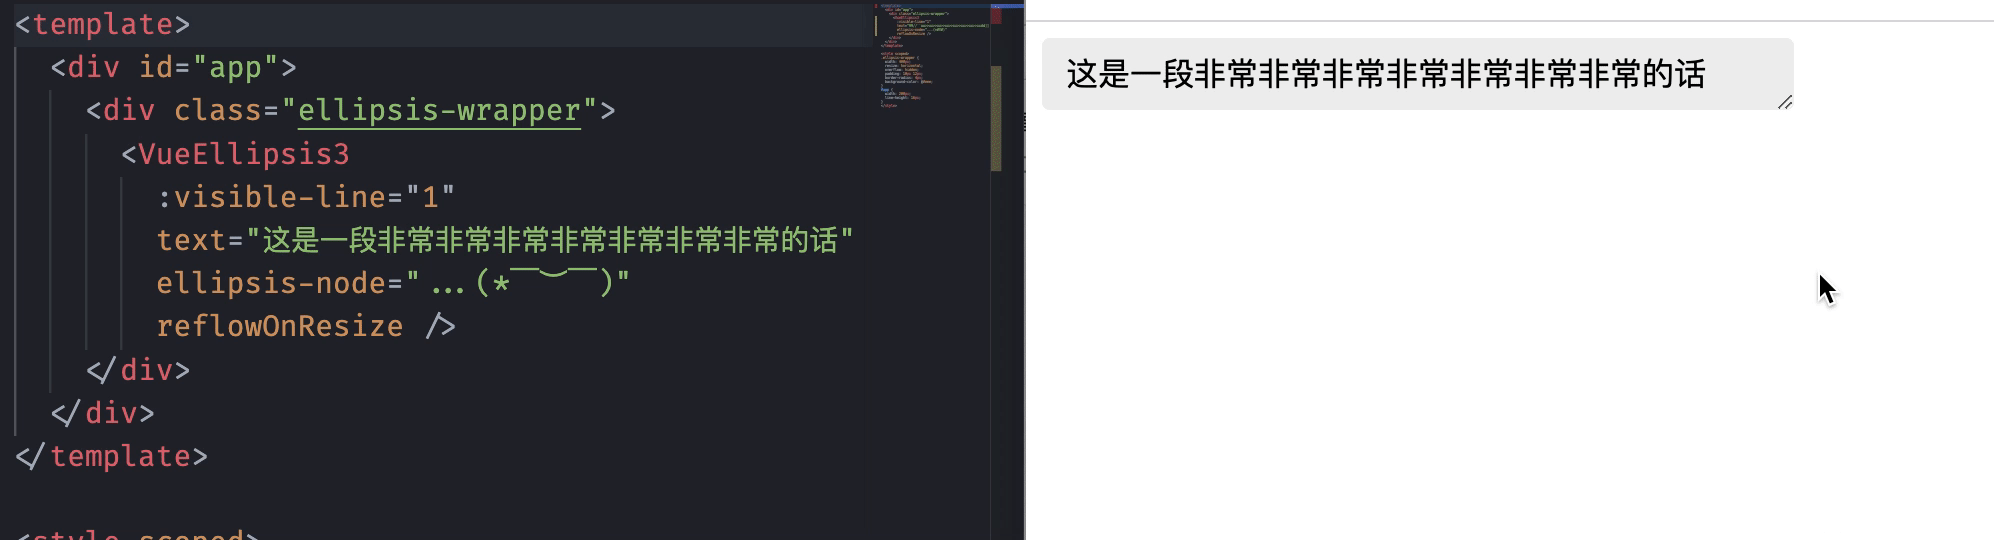 <template>
<div id="app">
<div class="ellipsis-wrapper">
<VueEllipsis3
:visible-line="1"
text="这是一段非常非常非常非常非常非常非常的话"
ellipsis-node=" ...(*￣︶￣)"
reflowOnResize />
</div>
</div>
</template>
<style scoped>
这是一段非常非常非常非常非常非常非常的话